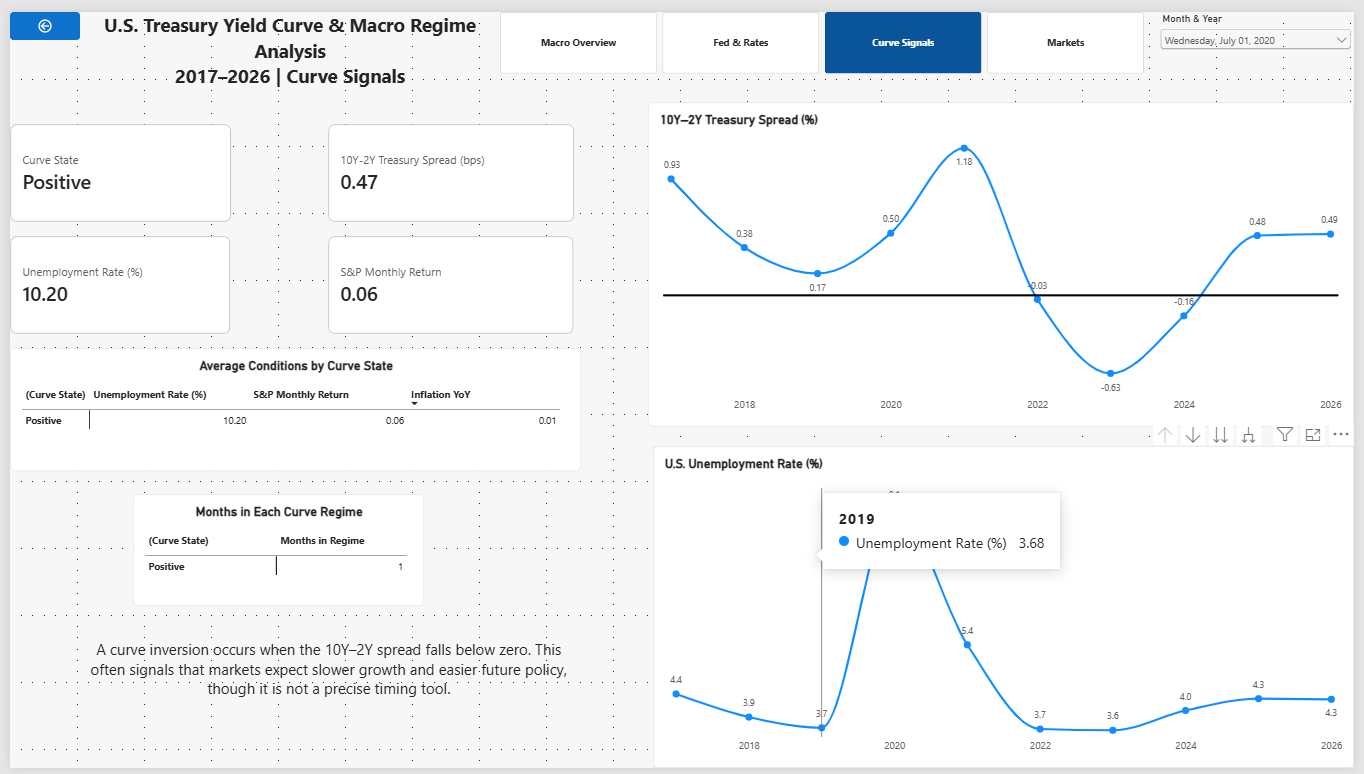 U.S. Treasury Yield Curve & Macro Regime
Analysis
2017–2026 | Curve Signals
Macro Overview
Fed & Rates
Curve Signals
Markets
Month & Year
Wednesday, July 01, 2020
Curve State
Positive
10Y-2Y Treasury Spread (bps)
0.47
Unemployment Rate (%)
10.20
S&P Monthly Return
0.06
Average Conditions by Curve State
(Curve State) Unemployment Rate (%) S&P Monthly Return Inflation YoY
Positive 10.20 0.06 0.01
Months in Each Curve Regime
(Curve State) Months in Regime
Positive 1
A curve inversion occurs when the 10Y–2Y spread falls below zero. This
often signals that markets expect slower growth and easier future policy,
though it is not a precise timing tool.
10Y–2Y Treasury Spread (%)
0.93
0.38
0.17
0.50
1.18
-0.03
-0.63
-0.16
0.48
0.49
2018 2020 2022 2024 2026
U.S. Unemployment Rate (%)
2019
Unemployment Rate (%) 3.68
4.4
3.9
3.7
5.4
3.7
3.6
4.0
4.3
4.3
2018 2020 2022 2024 2026